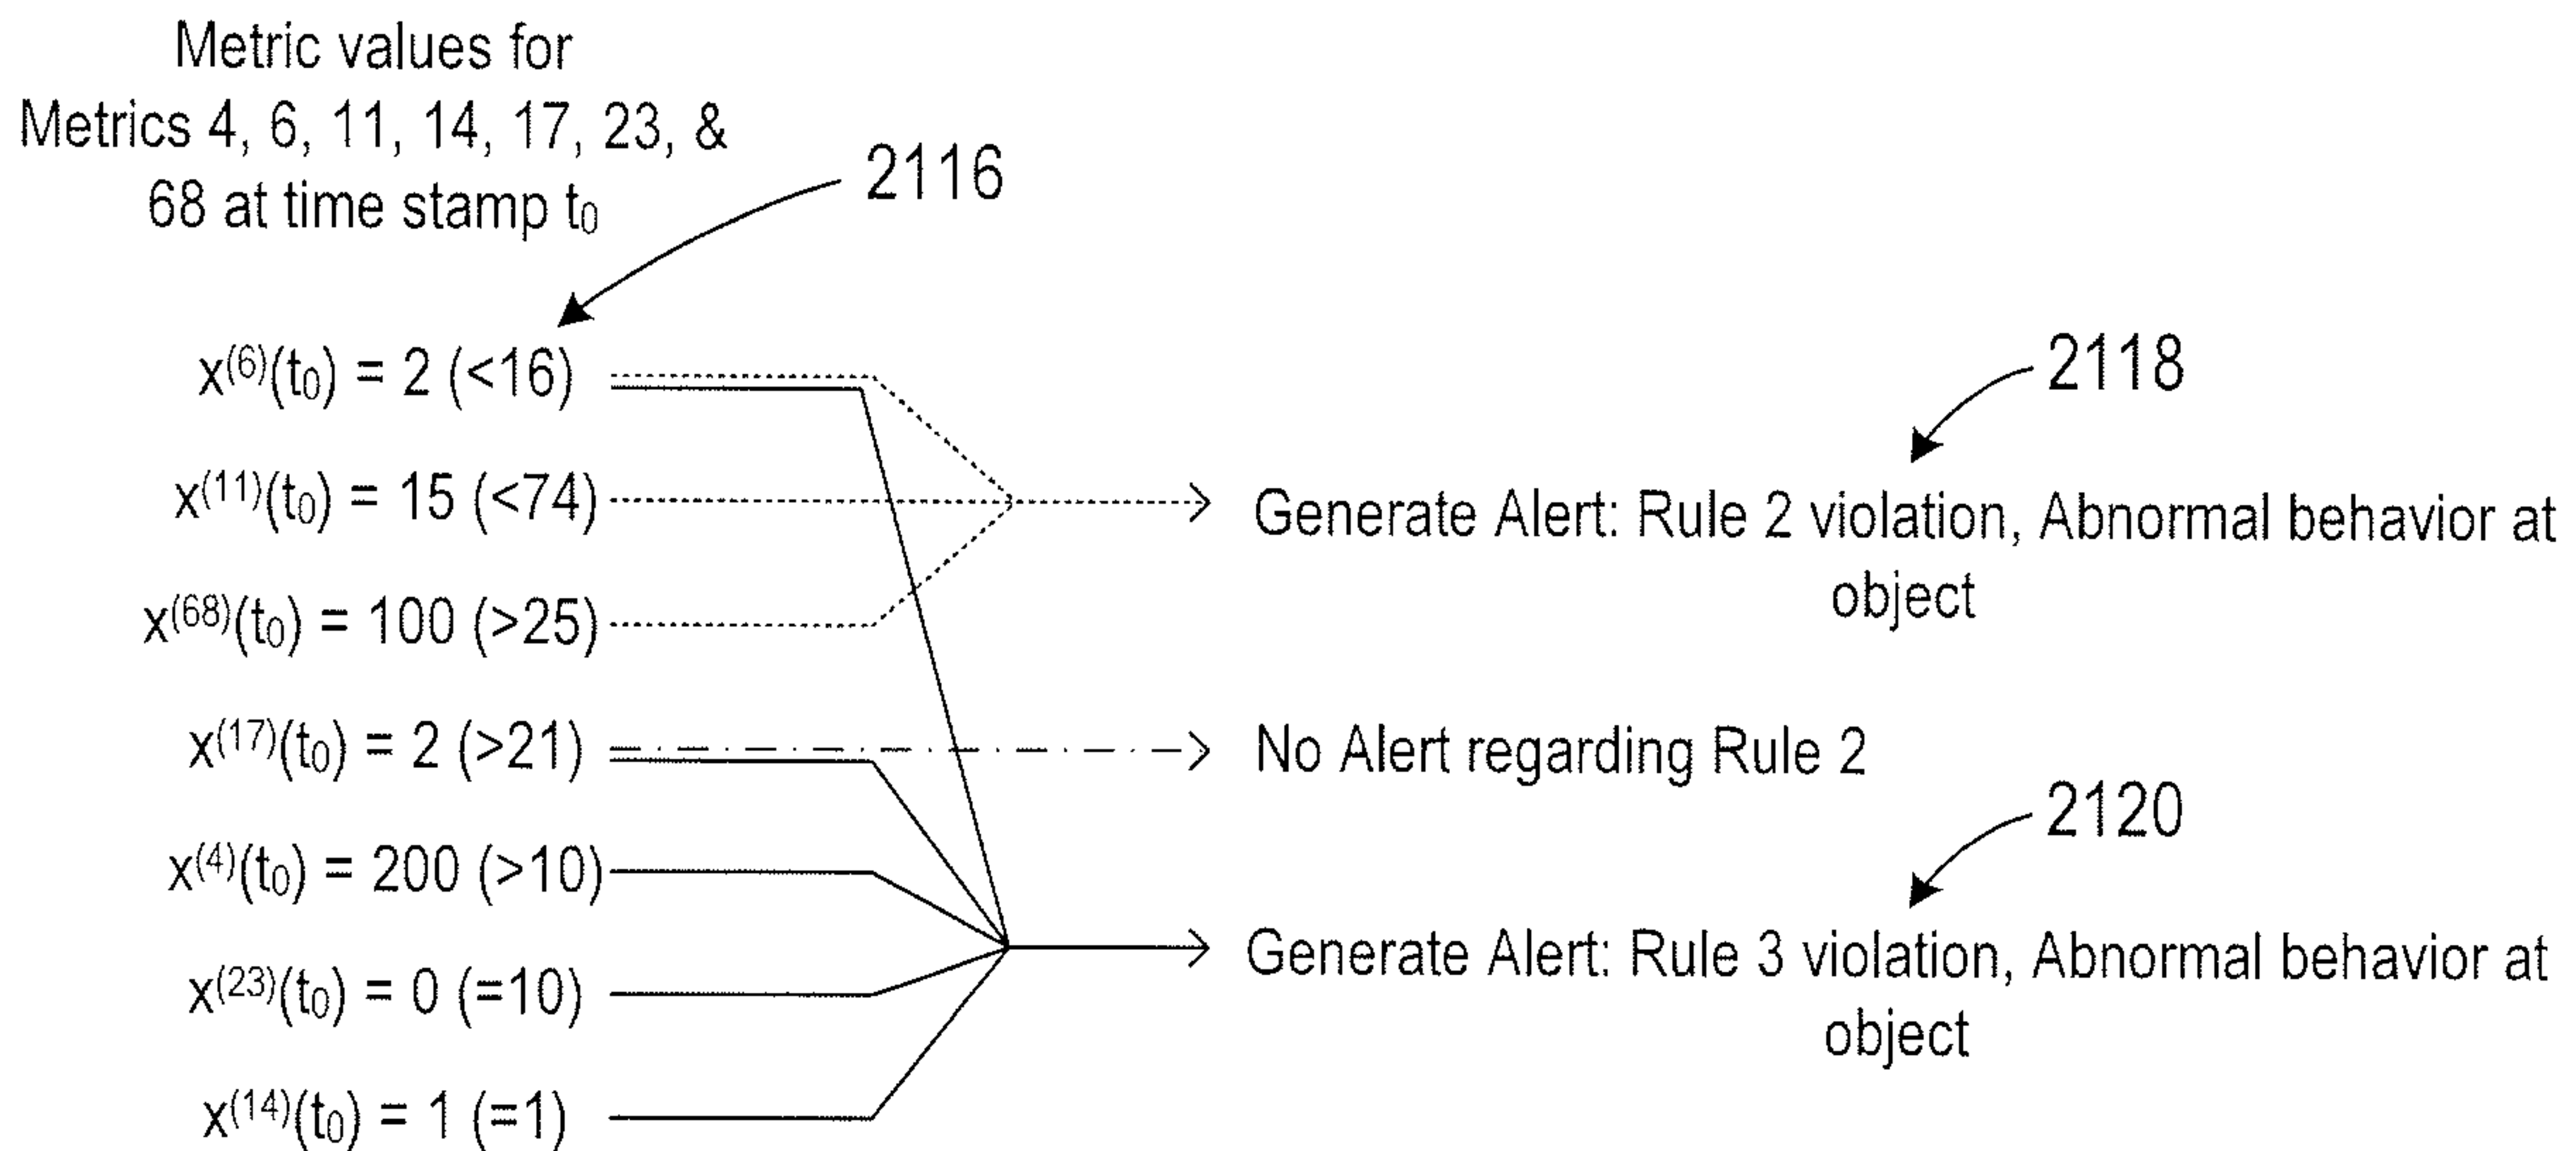 Metric values for
Metrics 4, 6, 11, 14, 17, 23, &
68 at time stamp t₀
2116
x⁽⁶⁾(t₀) = 2 (<16)
2118
x⁽¹¹⁾(t₀) = 15 (<74)
Generate Alert: Rule 2 violation, Abnormal behavior at
object
x⁽⁶⁸⁾(t₀) = 100 (>25)
x⁽¹⁷⁾(t₀) = 2 (>21)
No Alert regarding Rule 2
2120
x⁽⁴⁾(t₀) = 200 (>10)
Generate Alert: Rule 3 violation, Abnormal behavior at
object
x⁽²³⁾(t₀) = 0 (=10)
x⁽¹⁴⁾(t₀) = 1 (=1)